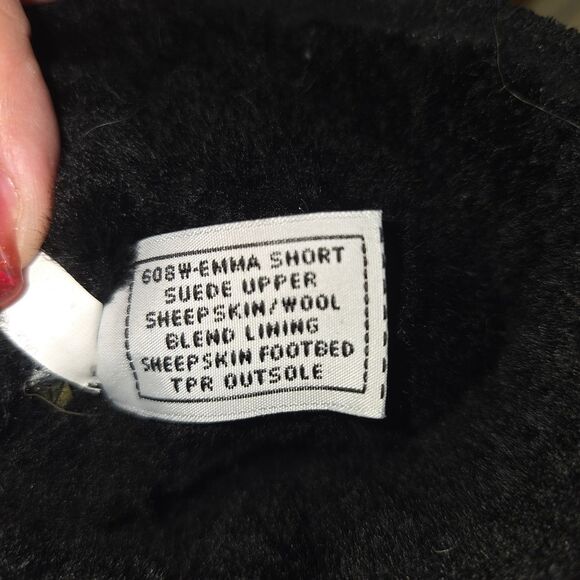 608W-EMMA SHORT
SUEDE UPPER
SHEEPSKIN/WOOL
BLEND LINING
SHEEPSKIN FOOTBED
TPR OUTSOLE